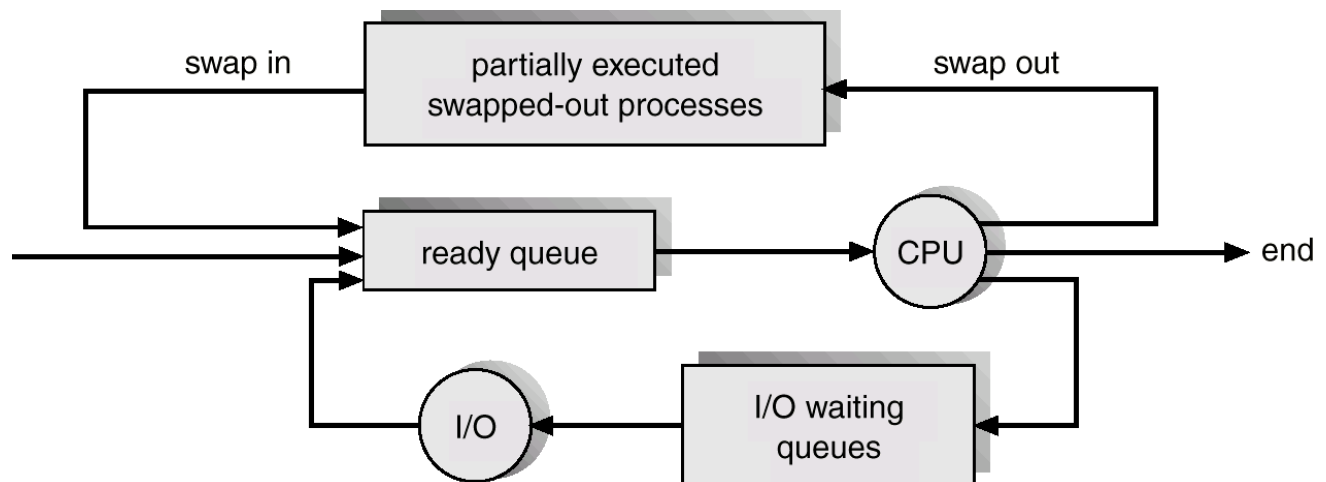 swap in
partially executed
swapped-out processes
swap out
ready queue
CPU
end
I/O
I/O waiting
queues